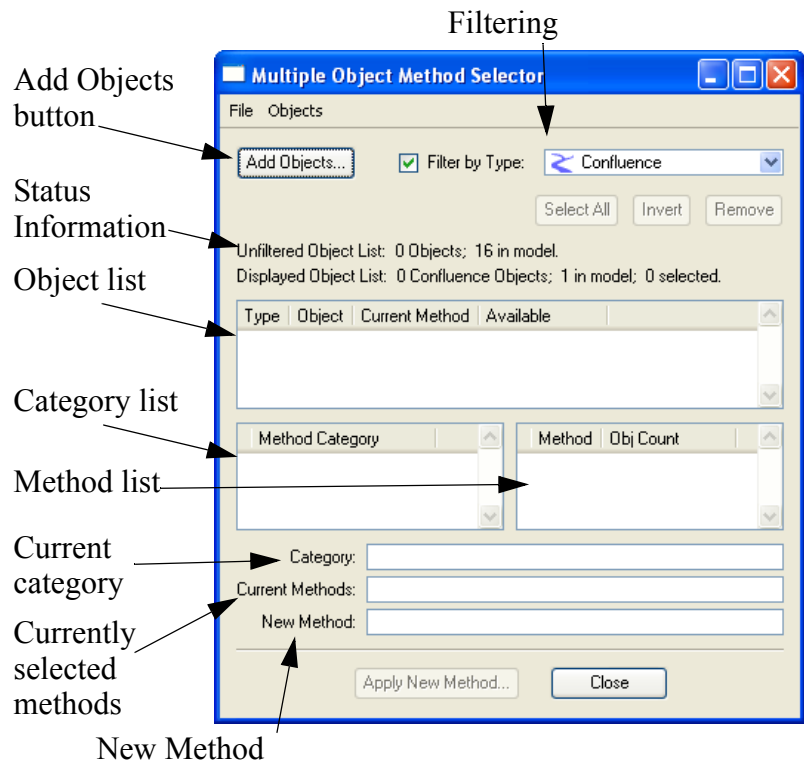 Filtering
Add Objects
button
Multiple Object Method Selector
File Objects
Add Objects...
Filter by Type:
Confluence
Select All
Invert
Remove
Status
Information
Unfiltered Object List: 0 Objects; 16 in model.
Displayed Object List: 0 Confluence Objects; 1 in model; 0 selected.
Object list
Type Object Current Method Available
Category list
Method Category
Method Obj Count
Method list
Current
category
Category:
Current Methods:
New Method:
Currently
selected
methods
Apply New Method...
Close
New Method